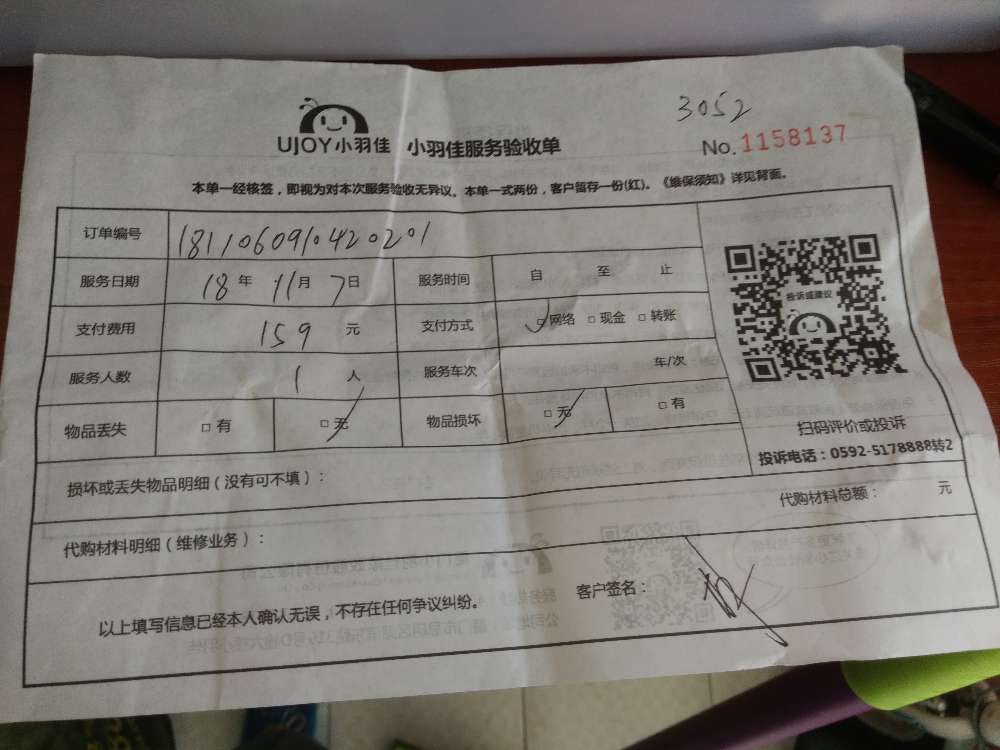 3052
UJOY小羽佳 小羽佳服务验收单 No.1158137
本单一经核签，即视为对本次服务验收无异议。本单一式两份，客户留存一份(红)。《维保须知》详见背面。
订单编号 1811060910420201
服务日期 18年 11月 7日 服务时间 自 至 止
支付费用 159 元 支付方式 □网络 □现金 □转账
服务人数 1 人 服务车次 车/次
物品丢失 □有 □无 物品损坏 □无 □有
投诉或建议
扫码评价或投诉
投诉电话：0592-5178888转2
损坏或丢失物品明细（没有可不填）：
代购材料总额： 元
代购材料明细（维修业务）：
以上填写信息已经本人确认无误，不存在任何争议纠纷。 客户签名：